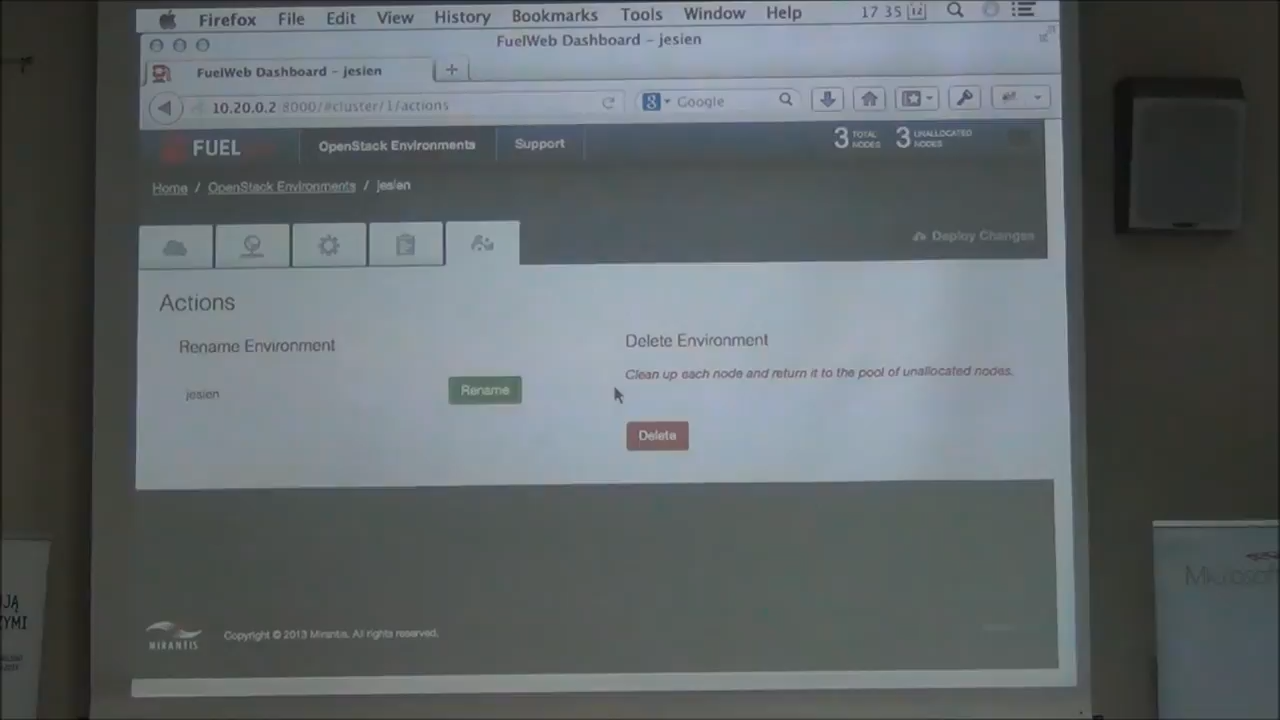 Firefox File Edit View History Bookmarks Tools Window Help 17 35 12
FuelWeb Dashboard – jesien
FuelWeb Dashboard – jesien +
10.20.0.2:8000/#cluster/1/actions 8 Google
FUEL OpenStack Environments Support 3 TOTAL NODES 3 UNALLOCATED NODES
Home / OpenStack Environments / jesien
Deploy Changes
Actions
Rename Environment
jesien
Rename
Delete Environment
Clean up each node and return it to the pool of unallocated nodes.
Delete
MIRANTIS Copyright © 2013 Mirantis. All rights reserved.
Microsof